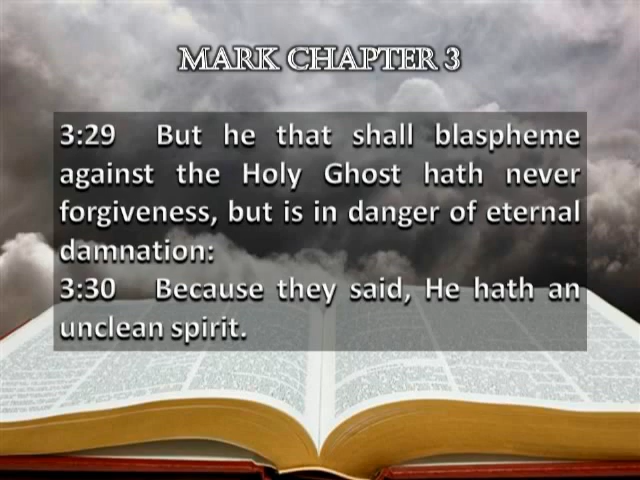 MARK CHAPTER 3
3:29 But he that shall blaspheme
against the Holy Ghost hath never
forgiveness, but is in danger of eternal
damnation:
3:30 Because they said, He hath an
unclean spirit.